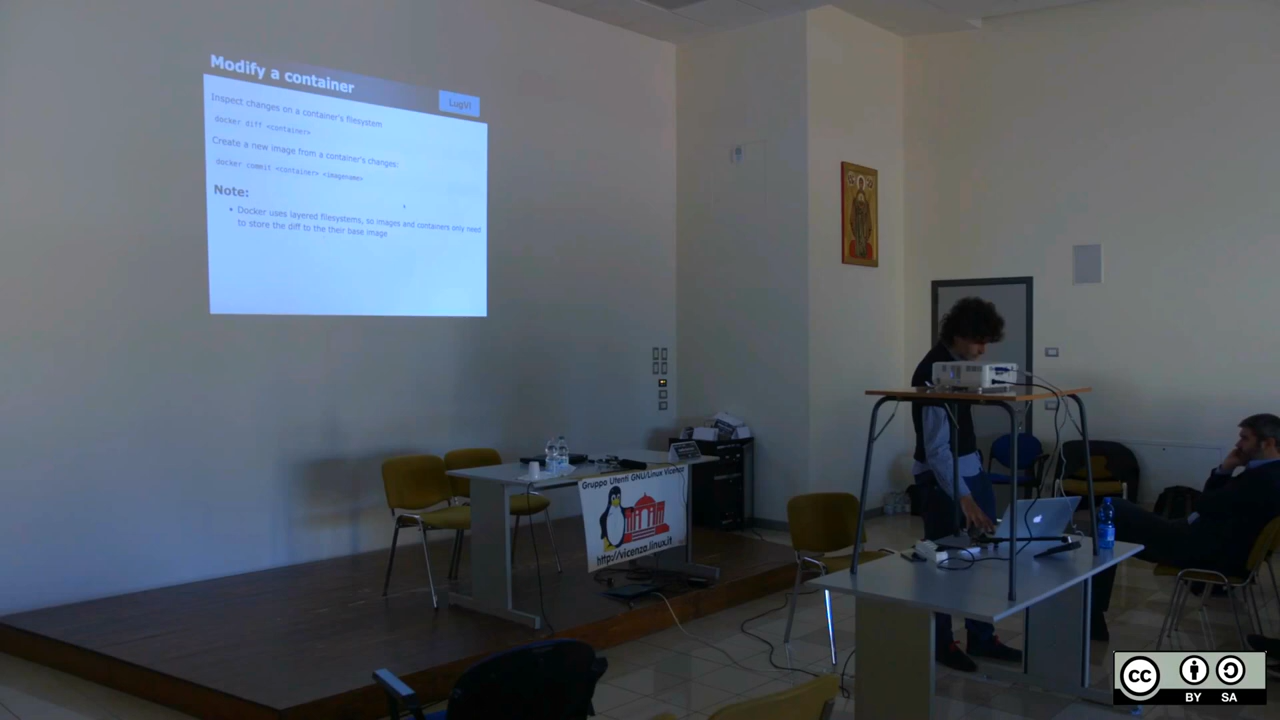 Modify a container
LugVI
Inspect changes on a container's filesystem
docker diff <container>
Create a new image from a container's changes:
docker commit <container> <imagename>
Note:
• Docker uses layered filesystems, so images and containers only need
to store the diff to the their base image
Gruppo Utenti GNU/Linux Vicenza
http://vicenza.linux.it
cc
BY SA